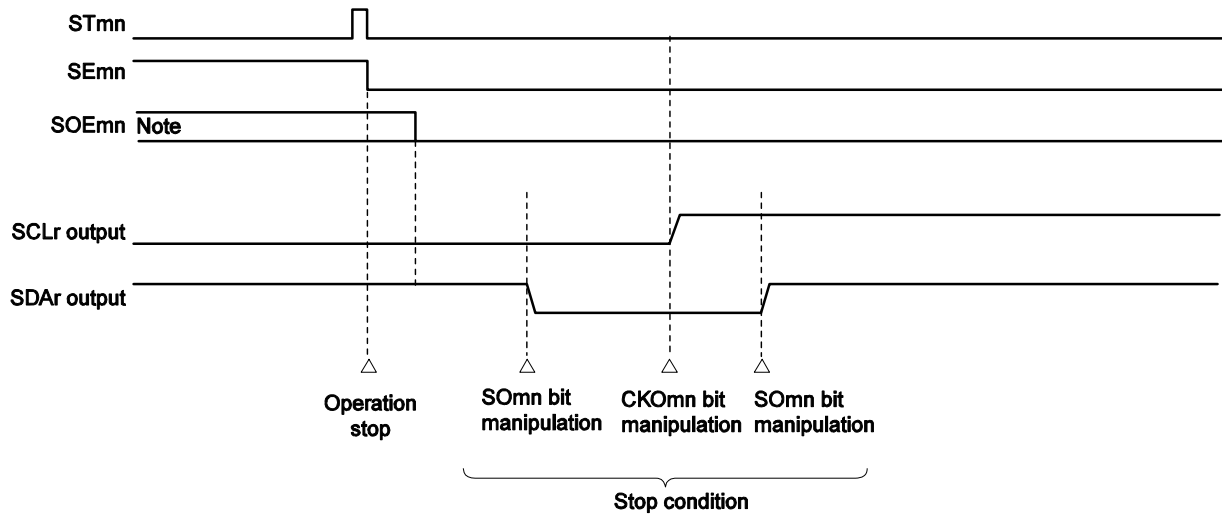 STmn
SEmn
SOEmn Note
SCLr output
SDAr output
Operation
stop
SOmn bit
manipulation
CKOmn bit
manipulation
SOmn bit
manipulation
Stop condition